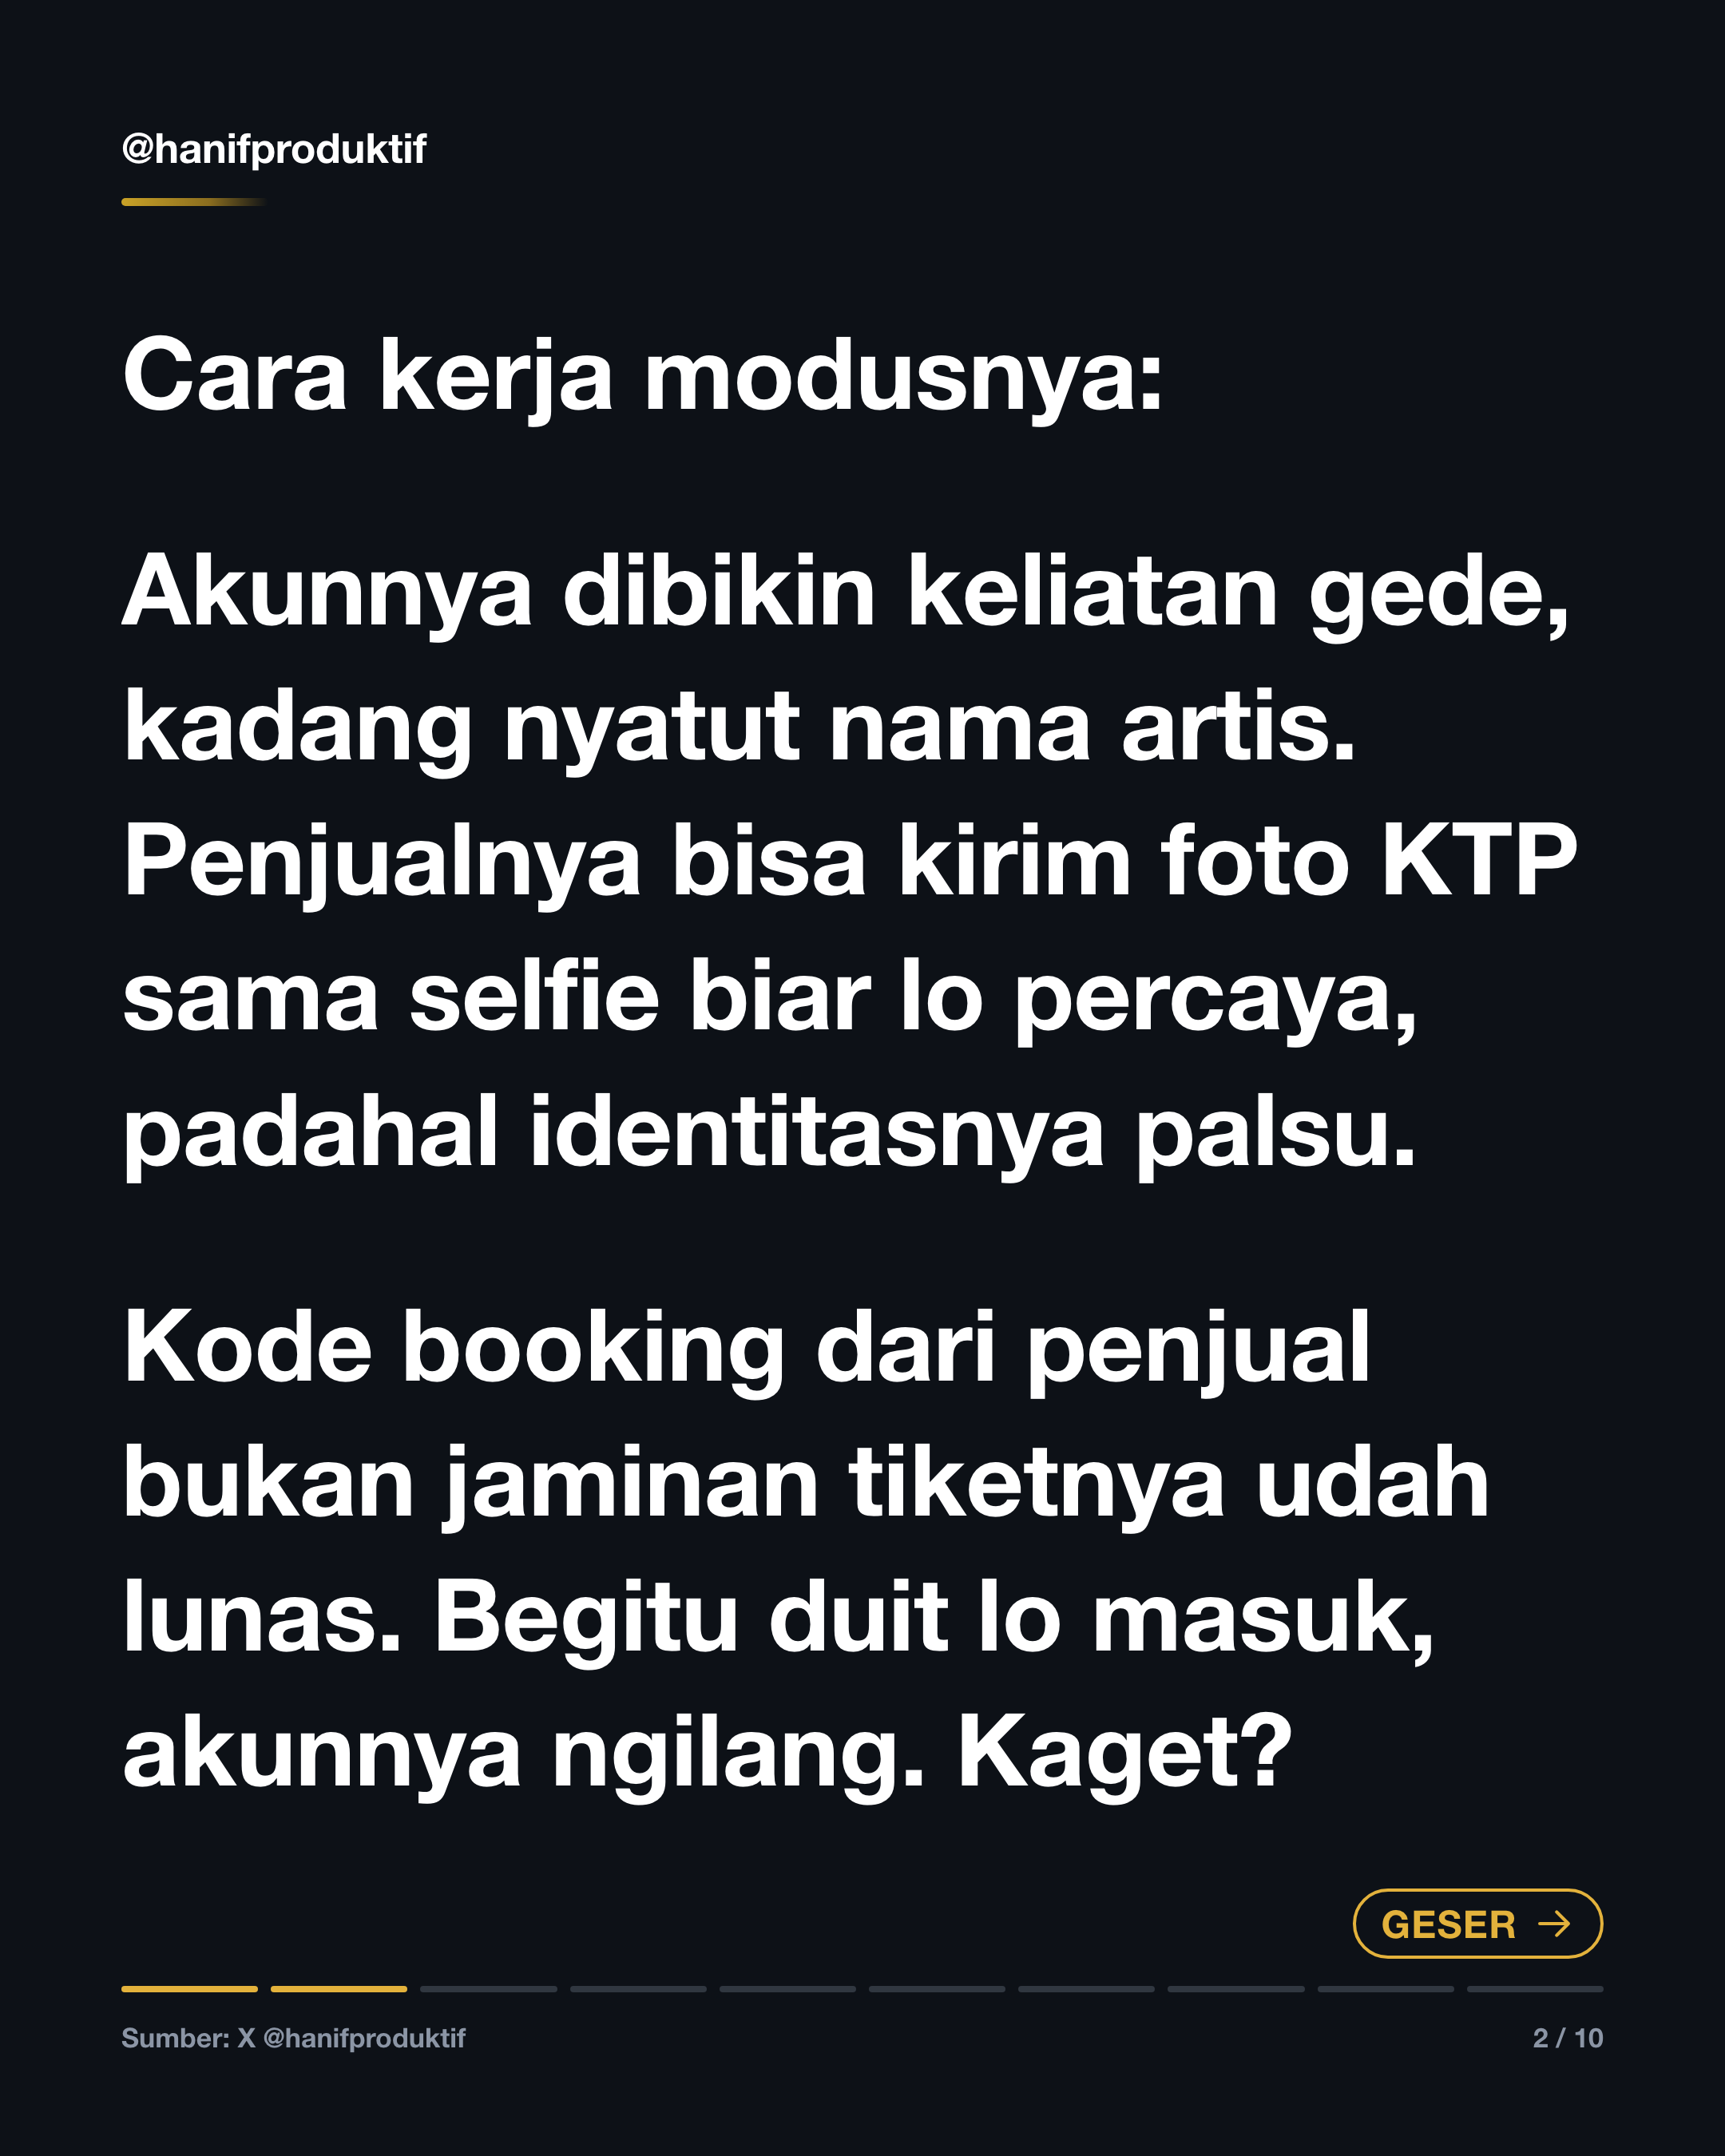 @hanifproduktif
Cara kerja modusnya:
Akunnya dibikin keliatan gede,
kadang nyatut nama artis.
Penjualnya bisa kirim foto KTP
sama selfie biar lo percaya,
padahal identitasnya palsu.
Kode booking dari penjual
bukan jaminan tiketnya udah
lunas. Begitu duit lo masuk,
akunnya ngilang. Kaget?
GESER →
Sumber: X @hanifproduktif
2 / 10